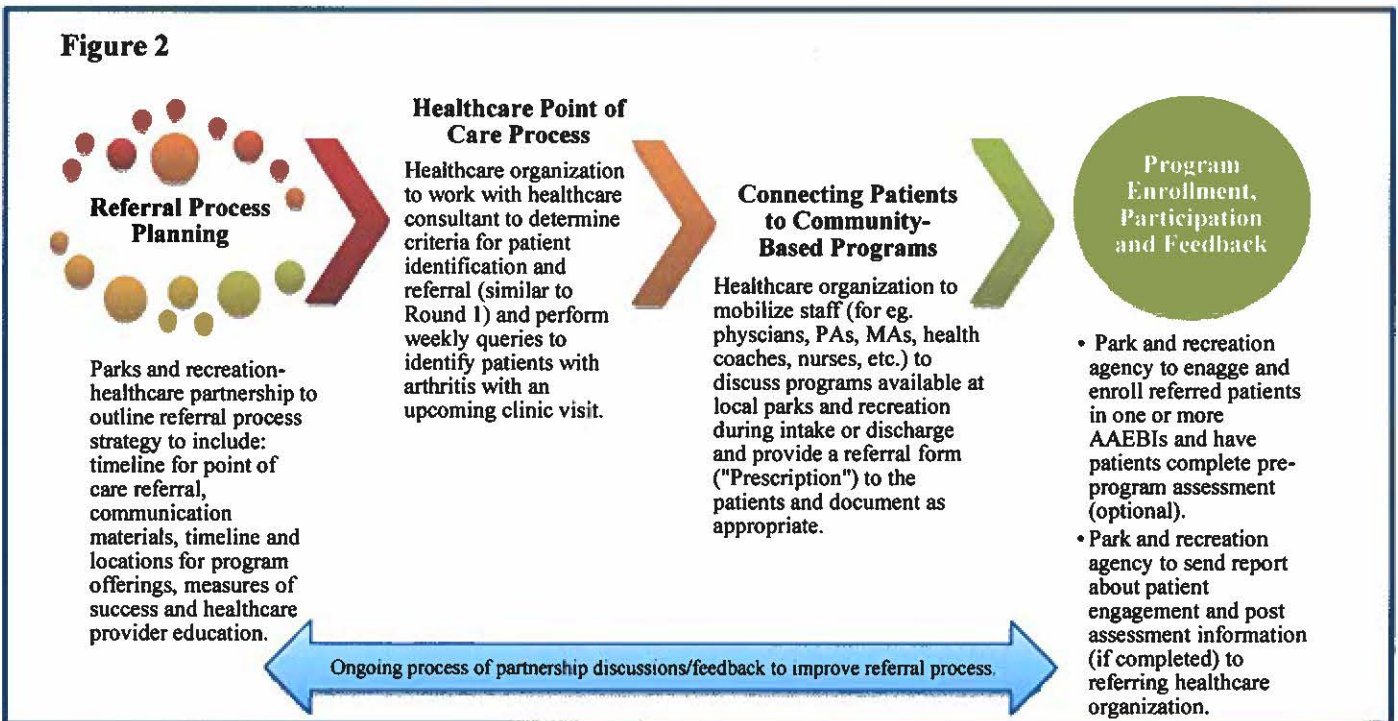 Figure 2
Referral Process
Planning
Parks and recreation-
healthcare partnership to
outline referral process
strategy to include:
timeline for point of
care referral,
communication
materials, timeline and
locations for program
offerings, measures of
success and healthcare
provider education.
Healthcare Point of
Care Process
Healthcare organization
to work with healthcare
consultant to determine
criteria for patient
identification and
referral (similar to
Round 1) and perform
weekly queries to
identify patients with
arthritis with an
upcoming clinic visit.
Connecting Patients
to Community-
Based Programs
Healthcare organization to
mobilize staff (for eg.
physcians, PAs, MAs, health
coaches, nurses, etc.) to
discuss programs available at
local parks and recreation
during intake or discharge
and provide a referral form
("Prescription") to the
patients and document as
appropriate.
Program
Enrollment,
Participation
and Feedback
• Park and recreation
agency to enagge and
enroll referred patients
in one or more
AAEBIs and have
patients complete pre-
program assessment
(optional).
• Park and recreation
agency to send report
about patient
engagement and post
assessment information
(if completed) to
referring healthcare
organization.
Ongoing process of partnership discussions/feedback to improve referral process.